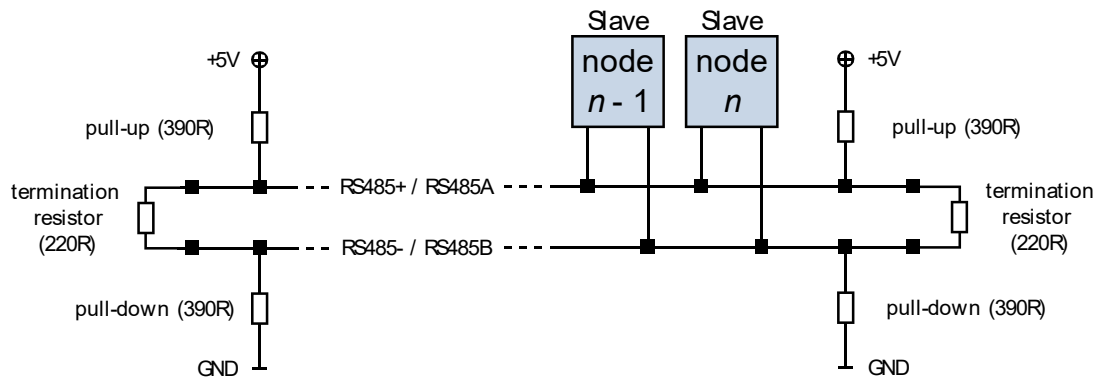 Slave
Slave
node
n - 1
node
n
+5V
+5V
pull-up (390R)
pull-up (390R)
RS485+ / RS485A
termination
resistor
(220R)
termination
resistor
(220R)
RS485- / RS485B
pull-down (390R)
pull-down (390R)
GND
GND